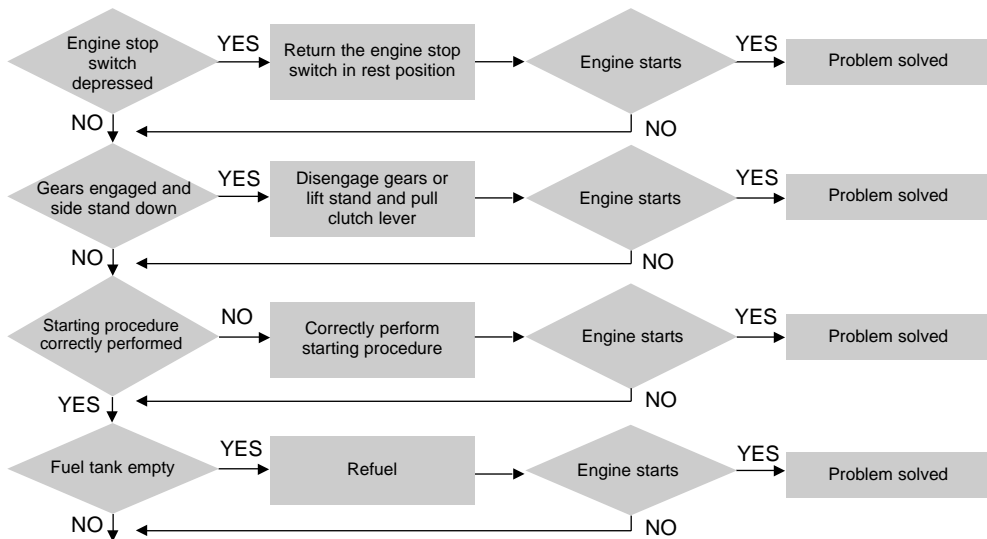 Engine stop
switch
depressed
YES
Return the engine stop
switch in rest position
Engine starts
YES
Problem solved
NO
NO
Gears engaged and
side stand down
YES
Disengage gears or
lift stand and pull
clutch lever
Engine starts
YES
Problem solved
NO
NO
Starting procedure
correctly performed
NO
Correctly perform
starting procedure
Engine starts
YES
Problem solved
YES
NO
Fuel tank empty
YES
Refuel
Engine starts
YES
Problem solved
NO
NO